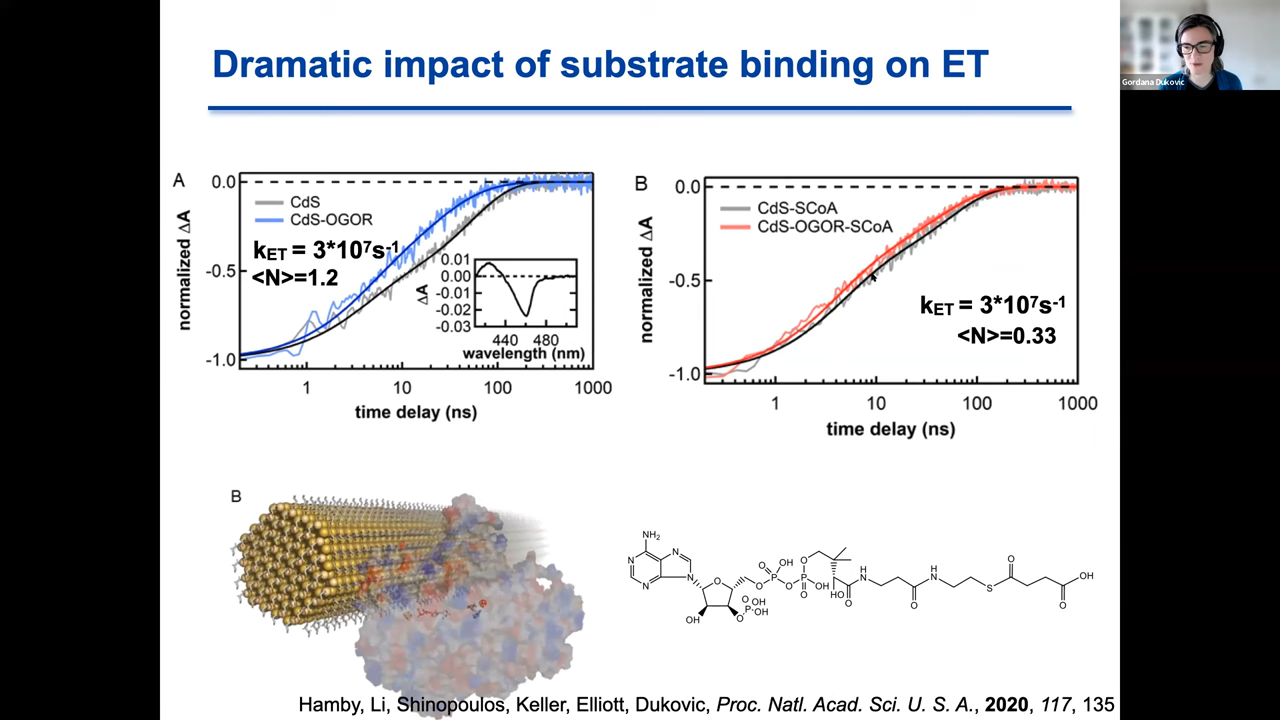 Dramatic impact of substrate binding on ET
Gordana Dukovic
A
0.0
-0.5
-1.0
normalized ΔA
CdS
CdS-OGOR
kET = 3*10⁷s⁻¹
<N>=1.2
0.01
0.00
-0.01
-0.02
-0.03
ΔA
440 480
wavelength (nm)
1 10 100 1000
time delay (ns)
B
0.0
-0.5
-1.0
normalized ΔA
CdS-SCoA
CdS-OGOR-SCoA
kET = 3*10⁷s⁻¹
<N>=0.33
1 10 100 1000
time delay (ns)
B
NH₂
N N
N N
O
OH
O
O OH
P O P
O OH
O
O OH
P OH
O
HO
O
H
N
O
H
N
S
O
OH
O
Hamby, Li, Shinopoulos, Keller, Elliott, Dukovic, Proc. Natl. Acad. Sci. U. S. A., 2020, 117, 135